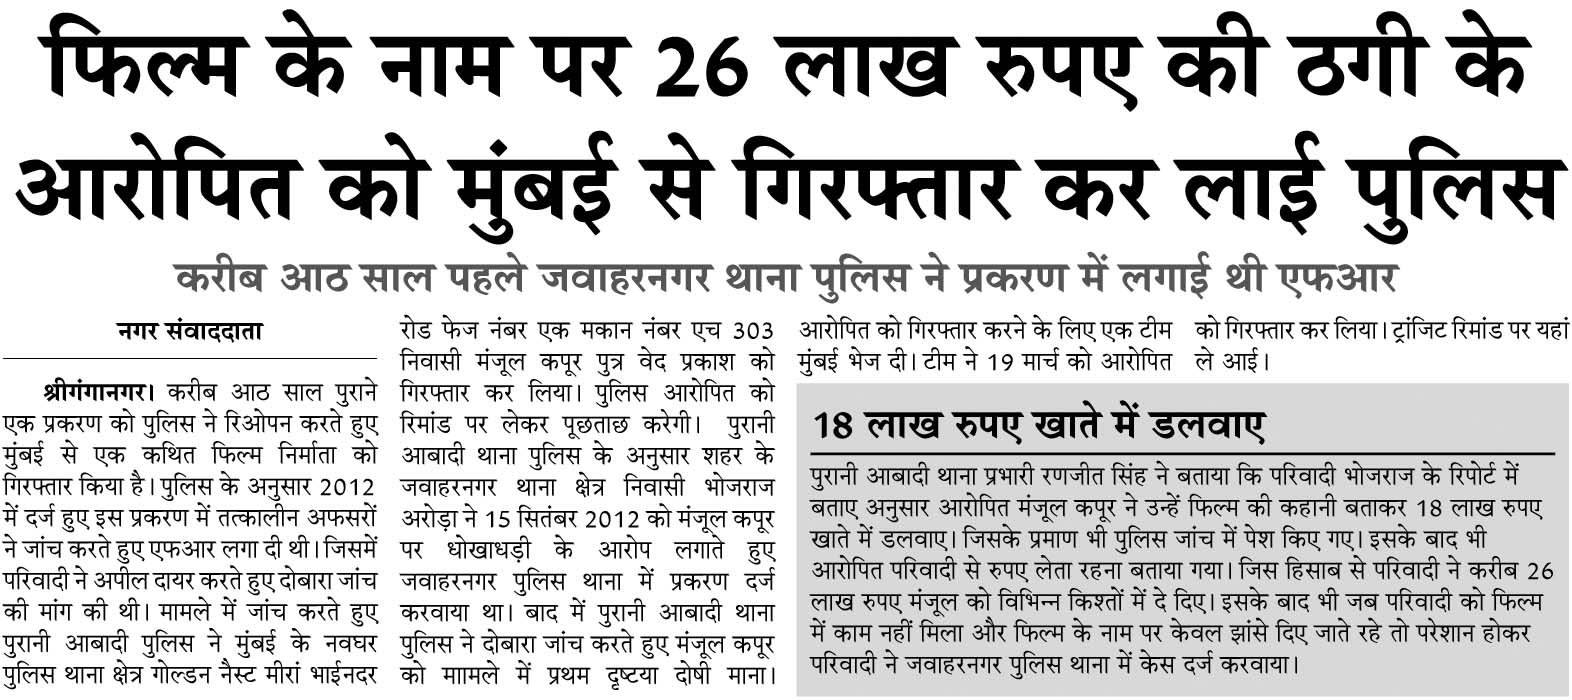 फिल्म के नाम पर 26 लाख रुपए की ठगी के
आरोपित को मुंबई से गिरफ्तार कर लाई पुलिस
करीब आठ साल पहले जवाहरनगर थाना पुलिस ने प्रकरण में लगाई थी एफआर
नगर संवाददाता
श्रीगंगानगर। करीब आठ साल पुराने
एक प्रकरण को पुलिस ने रिओपन करते हुए
मुंबई से एक कथित फिल्म निर्माता को
गिरफ्तार किया है। पुलिस के अनुसार 2012
में दर्ज हुए इस प्रकरण में तत्कालीन अफसरों
ने जांच करते हुए एफआर लगा दी थी। जिसमें
परिवादी ने अपील दायर करते हुए दोबारा जांच
की मांग की थी। मामले में जांच करते हुए
पुरानी आबादी पुलिस ने मुंबई के नवघर
पुलिस थाना क्षेत्र गोल्डन नैस्ट मीरां भाईनदर
रोड फेज नंबर एक मकान नंबर एच 303
निवासी मंजूल कपूर पुत्र वेद प्रकाश को
गिरफ्तार कर लिया। पुलिस आरोपित को
रिमांड पर लेकर पूछताछ करेगी। पुरानी
आबादी थाना पुलिस के अनुसार शहर के
जवाहरनगर थाना क्षेत्र निवासी भोजराज
अरोड़ा ने 15 सितंबर 2012 को मंजूल कपूर
पर धोखाधड़ी के आरोप लगाते हुए
जवाहरनगर पुलिस थाना में प्रकरण दर्ज
करवाया था। बाद में पुरानी आबादी थाना
पुलिस ने दोबारा जांच करते हुए मंजूल कपूर
को माामले में प्रथम दृष्टया दोषी माना।
आरोपित को गिरफ्तार करने के लिए एक टीम
मुंबई भेज दी। टीम ने 19 मार्च को आरोपित
को गिरफ्तार कर लिया। ट्रांजिट रिमांड पर यहां
ले आई।
18 लाख रुपए खाते में डलवाए
पुरानी आबादी थाना प्रभारी रणजीत सिंह ने बताया कि परिवादी भोजराज के रिपोर्ट में
बताए अनुसार आरोपित मंजूल कपूर ने उन्हें फिल्म की कहानी बताकर 18 लाख रुपए
खाते में डलवाए। जिसके प्रमाण भी पुलिस जांच में पेश किए गए। इसके बाद भी
आरोपित परिवादी से रुपए लेता रहना बताया गया। जिस हिसाब से परिवादी ने करीब 26
लाख रुपए मंजूल को विभिन्न किश्तों में दे दिए। इसके बाद भी जब परिवादी को फिल्म
में काम नहीं मिला और फिल्म के नाम पर केवल झांसे दिए जाते रहे तो परेशान होकर
परिवादी ने जवाहरनगर पुलिस थाना में केस दर्ज करवाया।